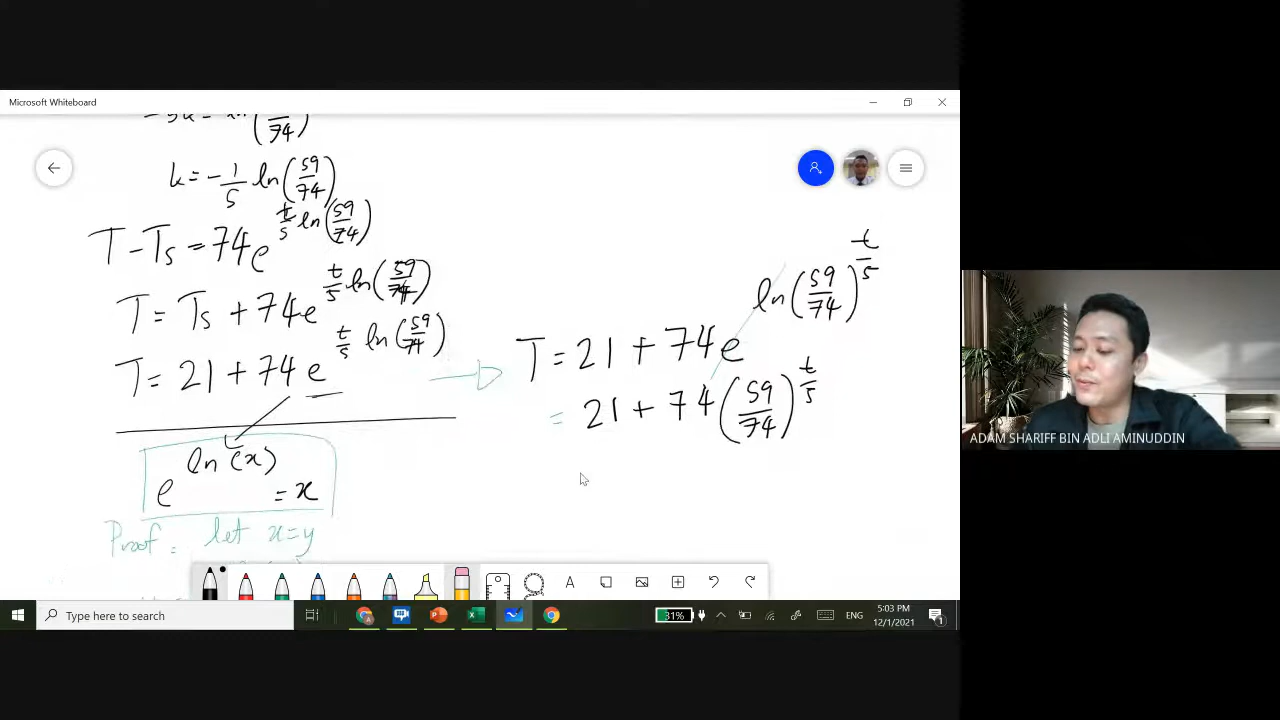 Microsoft Whiteboard
(/74)
k = -1/5 ln(59/74)
T - Ts = 74e^(t/5 ln(59/74))
T = Ts + 74e^(t/5 ln(59/74))
T = 21 + 74e^(t/5 ln(59/74))
e^(ln(x)) = x
Proof : let x = y
T = 21 + 74e^(ln(59/74)^(t/5))
= 21 + 74(59/74)^(t/5)
ADAM SHARIFF BIN ADLI AMINUDDIN
A
Type here to search
31%
ENG
5:03 PM
12/1/2021
1